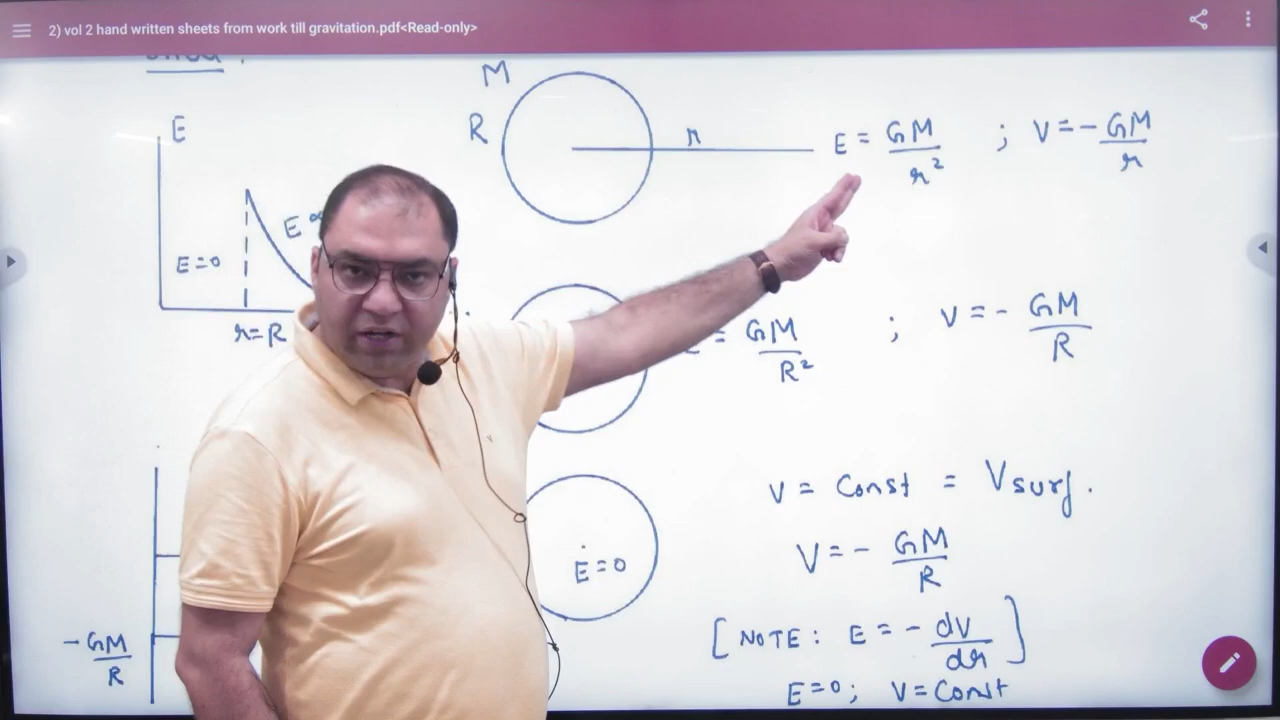 2) vol 2 hand written sheets from work till gravitation.pdf<Read-only>
M
R
r
E = GM/r² ; V = - GM/r
E
E ∝
E=0
r=R
= GM/R² ; V = - GM/R
V = Const = Vsurf.
E=0
V = - GM/R
- GM/R
[NOTE: E = - dv/dr]
E=0; V=Const